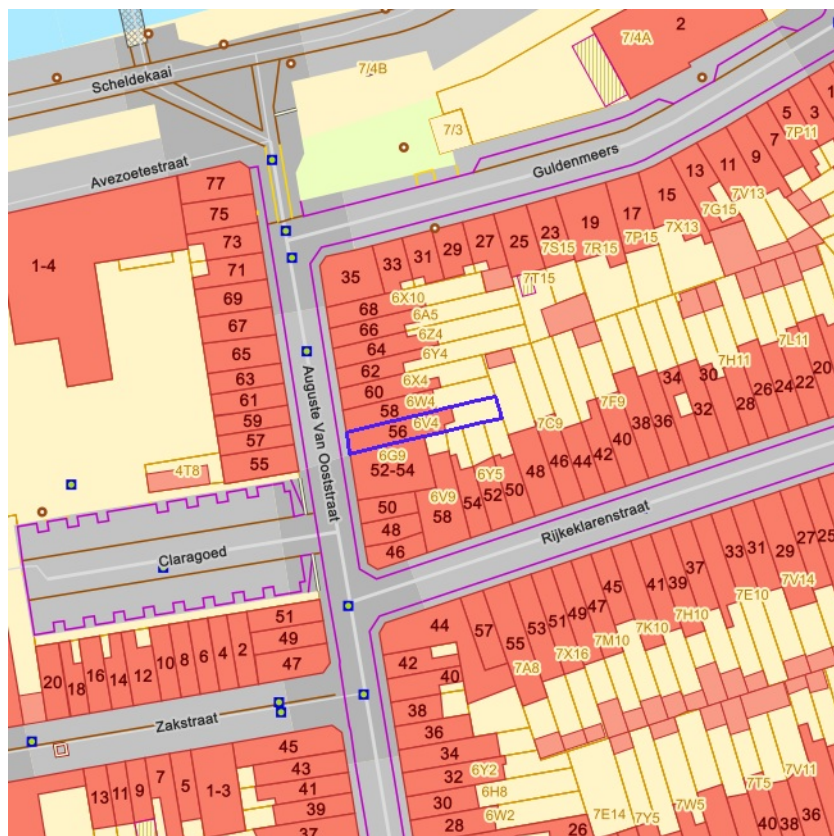 2
7/4A
Scheldekaai
7/4B
7/3
1
5
3
7P11
7
9
11
13
7V13
Guldenmeers
Avezoetestraat
77
15
7G15
17
7X13
75
19
7P15
23
7R15
25
7S15
27
29
73
31
33
35
7T15
1-4
71
69
6X10
68
6A5
67
66
6Z4
7L11
65
64
6Y4
7H11
62
6X4
63
60
6W4
61
58
34
30
20
22
24
26
28
32
59
56
6V4
7C9
7F9
36
38
57
6G9
40
55
52-54
6Y5
42
44
46
48
4T8
Auguste Van Ooststraat
50
6V9
50
52
54
58
48
46
Claragoed
Rijkeklarenstraat
25
27
29
31
33
7V14
37
39
41
45
7E10
51
44
57
55
53
51
49
47
7H10
7K10
7M10
49
7X16
47
7A8
42
40
20
18
16
14
12
10
8
6
4
2
38
Zakstraat
36
45
34
6Y2
43
32
6H8
7V11
13
11
9
7
5
1-3
41
30
6W2
7T5
39
7W5
37
28
26
7E14
7Y5
40
38
36